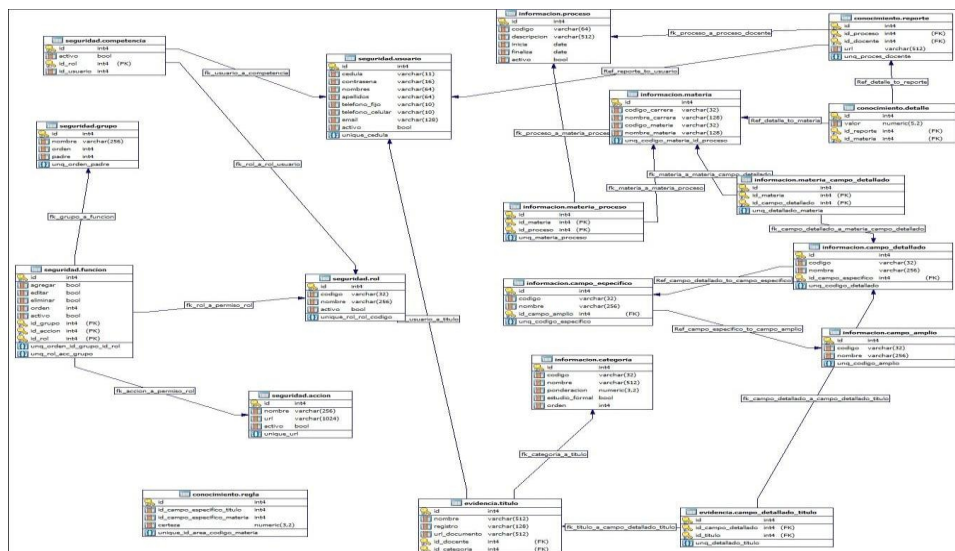 seguridad.competencia
id int4
activo bool
id_rol int4 (FK)
id_usuario int4
seguridad.usuario
id int4
cedula varchar(11)
contrasena varchar(16)
nombres varchar(64)
apellidos varchar(64)
telefono_fijo varchar(10)
telefono_celular varchar(10)
email varchar(128)
activo bool
unique_cedula
informacion.proceso
id int4
codigo varchar(64)
descripcion varchar(512)
inicia date
finaliza date
activo bool
conocimiento.reporte
id int4
id_proceso int4 (FK)
id_docente int4 (FK)
url varchar(512)
unq_proces_docente
fk_proceso_a_proceso_docente
fk_usuario_a_competencia
Ref_reporte_to_usuario
Ref_detalle_to_reporte
informacion.materia
id int4
codigo_carrera varchar(32)
nombre_carrera varchar(128)
codigo_materia varchar(32)
nombre_materia varchar(128)
unq_codigo_materia_id_proceso
conocimiento.detalle
id int4
valor numeric(5,2)
id_reporte int4 (FK)
id_materia int4 (FK)
Ref_detalle_to_materia
seguridad.grupo
id int4
nombre varchar(256)
orden int4
padre int4
unq_orden_padre
fk_proceso_a_materia_proceso
fk_rol_a_rol_usuario
fk_materia_a_materia_campo_detallado
fk_materia_a_materia_proceso
informacion.materia_campo_detallado
id int4
id_materia int4 (FK)
id_campo_detallado int4 (FK)
unq_detallado_materia
informacion.materia_proceso
id int4
id_materia int4 (FK)
id_proceso int4 (FK)
unq_materia_proceso
fk_grupo_a_funcion
fk_campo_detallado_a_materia_campo_detallado
informacion.campo_detallado
id int4
codigo varchar(32)
nombre varchar(256)
id_campo_especifico int4 (FK)
unq_codigo_detallado
seguridad.funcion
id int4
agregar bool
editar bool
eliminar bool
orden int4
activo bool
id_grupo int4 (FK)
id_accion int4 (FK)
id_rol int4 (FK)
unq_orden_id_grupo_id_rol
unq_rol_acc_grupo
seguridad.rol
id int4
codigo varchar(32)
nombre varchar(256)
activo bool
unique_rol_rol_codigo
fk_rol_a_permiso_rol
_usuario_a_titulo
informacion.campo_especifico
id int4
codigo varchar(32)
nombre varchar(256)
id_campo_amplio int4 (FK)
unq_codigo_especifico
Ref_campo_detallado_to_campo_especifico
Ref_campo_especifico_to_campo_amplio
informacion.campo_amplio
id int4
codigo varchar(32)
nombre varchar(256)
unq_codigo_amplio
informacion.categoria
id int4
codigo varchar(32)
nombre varchar(512)
ponderacion numeric(3,2)
estudio_formal bool
orden int4
fk_accion_a_permiso_rol
seguridad.accion
id int4
nombre varchar(256)
url varchar(1024)
activo bool
unique_url
fk_campo_detallado_a_campo_detallado_titulo
fk_categoria_a_titulo
conocimiento.regla
id int4
id_campo_especifico_titulo int4
id_campo_especifico_materia int4
certeza numeric(3,2)
unique_id_area_codigo_materia
evidencia.titulo
id int4
nombre varchar(512)
registro varchar(128)
url_documento varchar(512)
id_docente int4 (FK)
id_categoria int4 (FK)
fk_titulo_a_campo_detallado_titulo
evidencia.campo_detallado_titulo
id int4
id_campo_detallado int4 (FK)
id_titulo int4 (FK)
unq_detallado_titulo